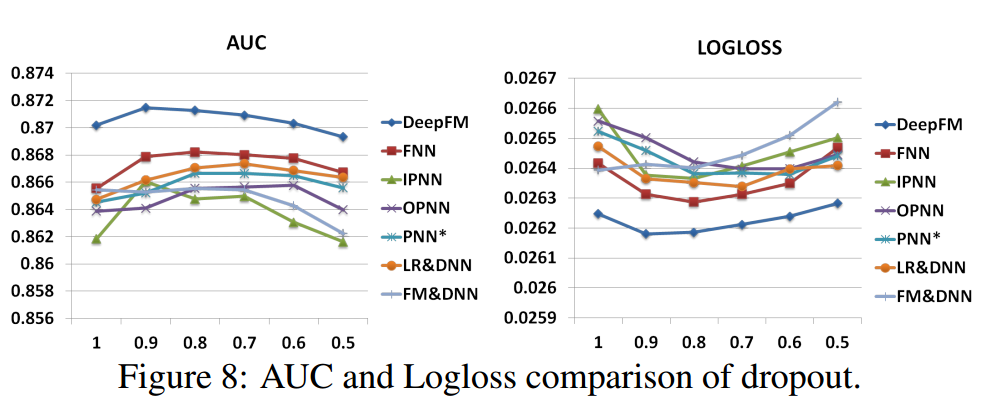 AUC
0.874
0.872
0.87
0.868
0.866
0.864
0.862
0.86
0.858
0.856
1 0.9 0.8 0.7 0.6 0.5
DeepFM
FNN
IPNN
OPNN
PNN*
LR&DNN
FM&DNN
LOGLOSS
0.0267
0.0266
0.0265
0.0264
0.0263
0.0262
0.0261
0.026
0.0259
1 0.9 0.8 0.7 0.6 0.5
DeepFM
FNN
IPNN
OPNN
PNN*
LR&DNN
FM&DNN
Figure 8: AUC and Logloss comparison of dropout.